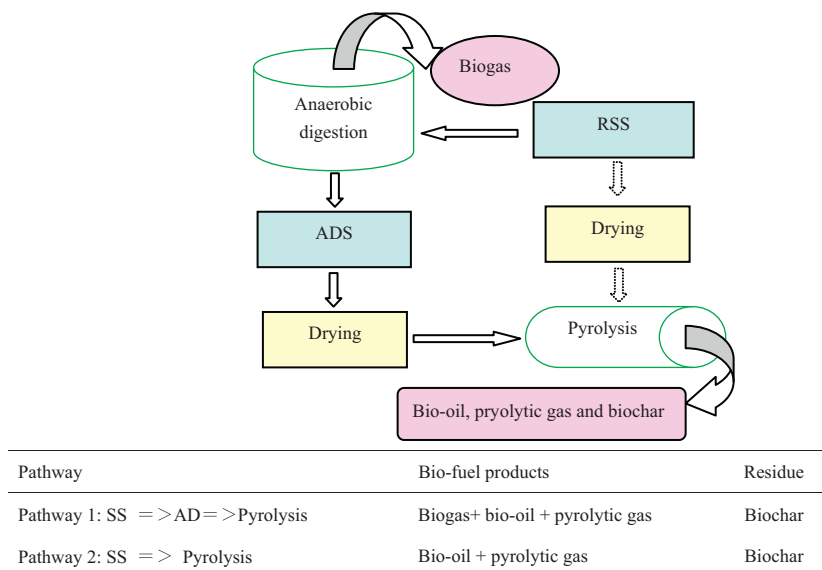 Biogas
Anaerobic
digestion
RSS
ADS
Drying
Drying
Pyrolysis
Bio-oil, pryolytic gas and biochar
Pathway Bio-fuel products Residue
Pathway 1: SS =>AD=>Pyrolysis Biogas+ bio-oil + pyrolytic gas Biochar
Pathway 2: SS => Pyrolysis Bio-oil + pyrolytic gas Biochar